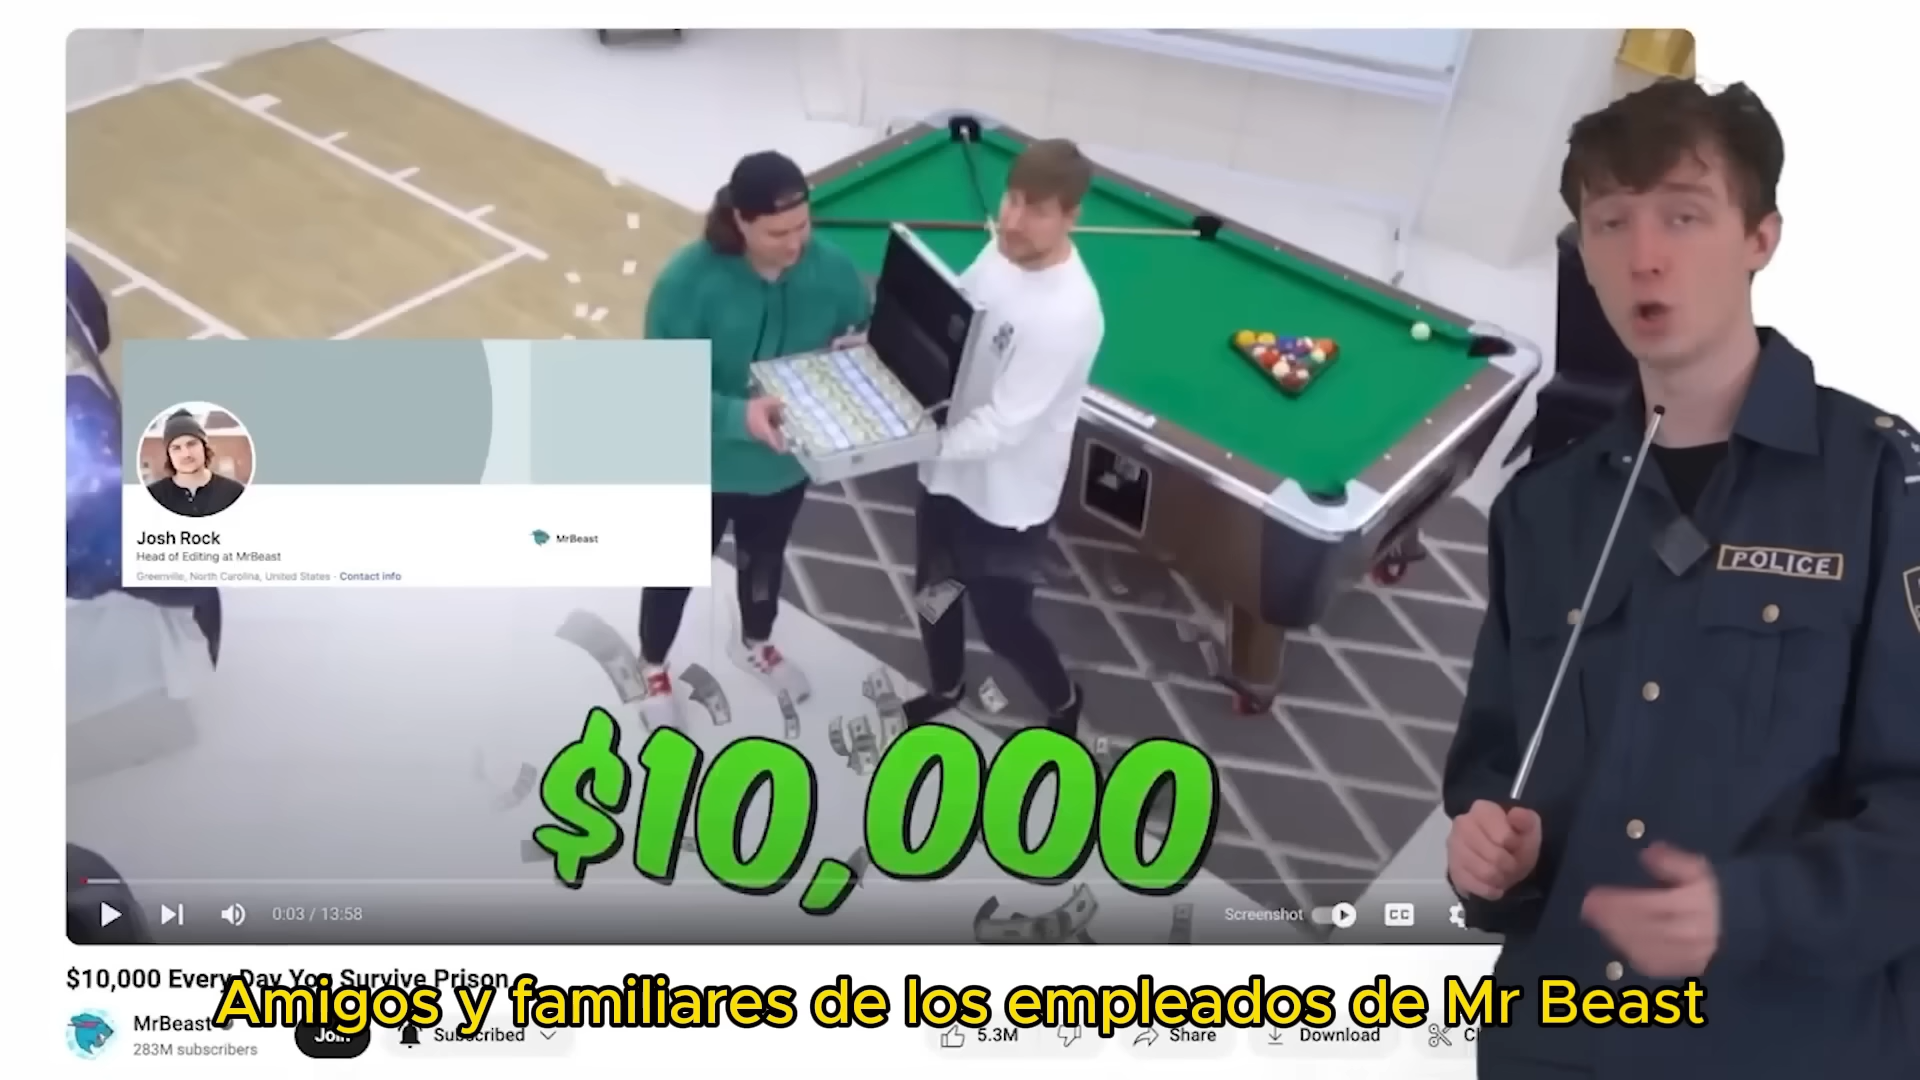 Josh Rock
Head of Editing at MrBeast
Greenville, North Carolina, United States · Contact info
MrBeast
POLICE
$10,000
0:03 / 13:58
Screenshot
CC
$10,000 Every Day You Survive Prison
Amigos y familiares de los empleados de Mr Beast
MrBeast
283M subscribers
Join
Subscribed
5.3M
Share
Download